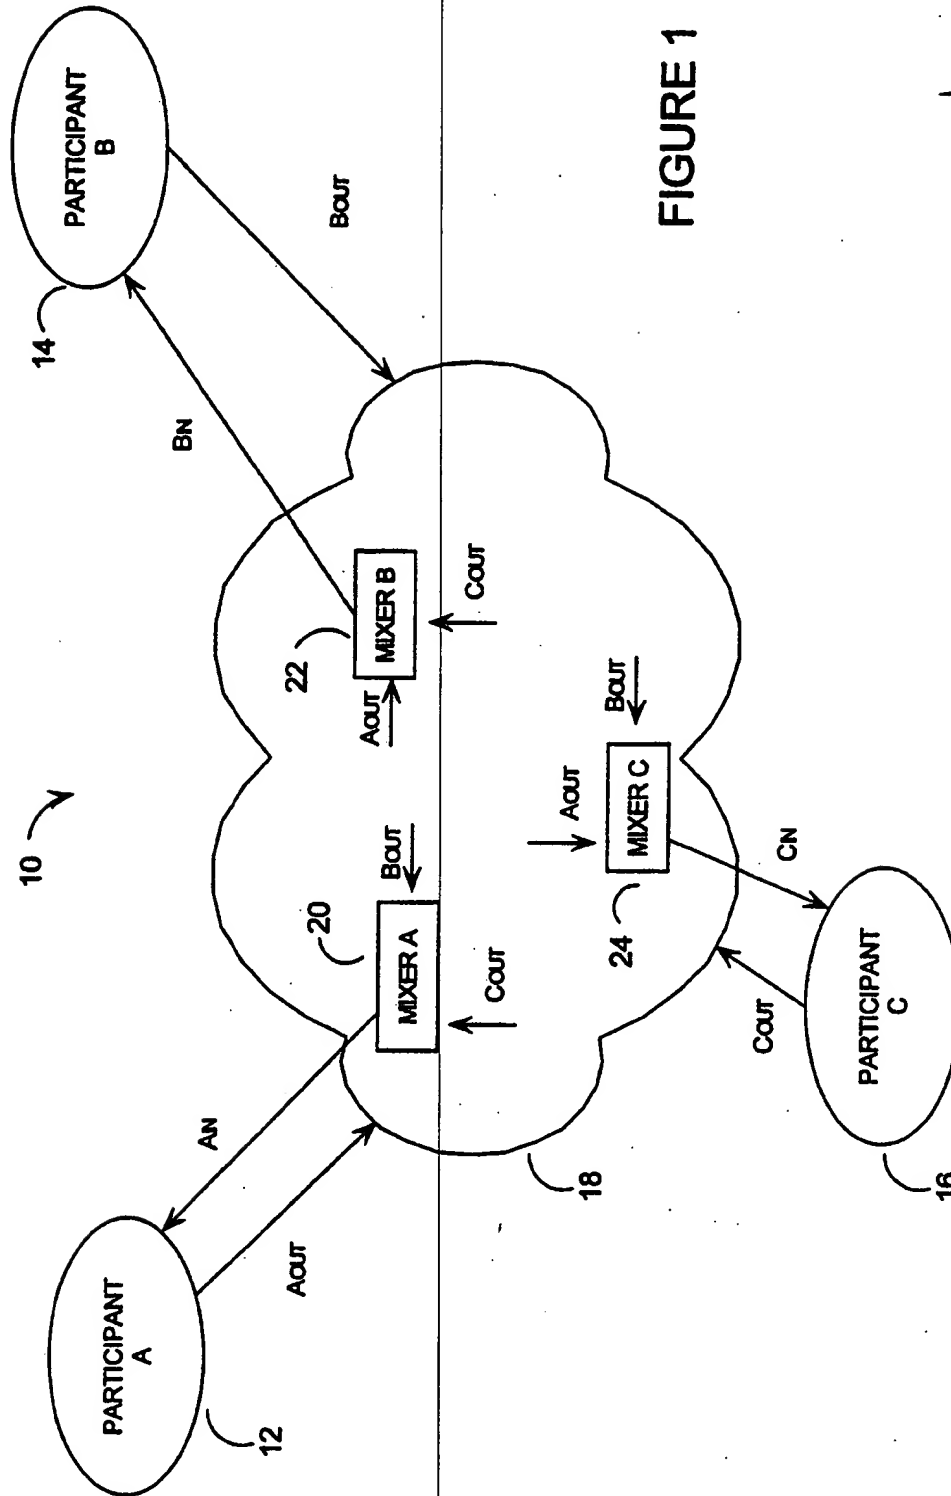 10
14
PARTICIPANT
B
PARTICIPANT
A
BN
AN
12
AOUT
22
20
BOUT
AOUT
MIXER B
BOUT
MIXER A
COUT
COUT
AOUT
18
BOUT
24
MIXER C
FIGURE 1
COUT
CN
PARTICIPANT
C
16